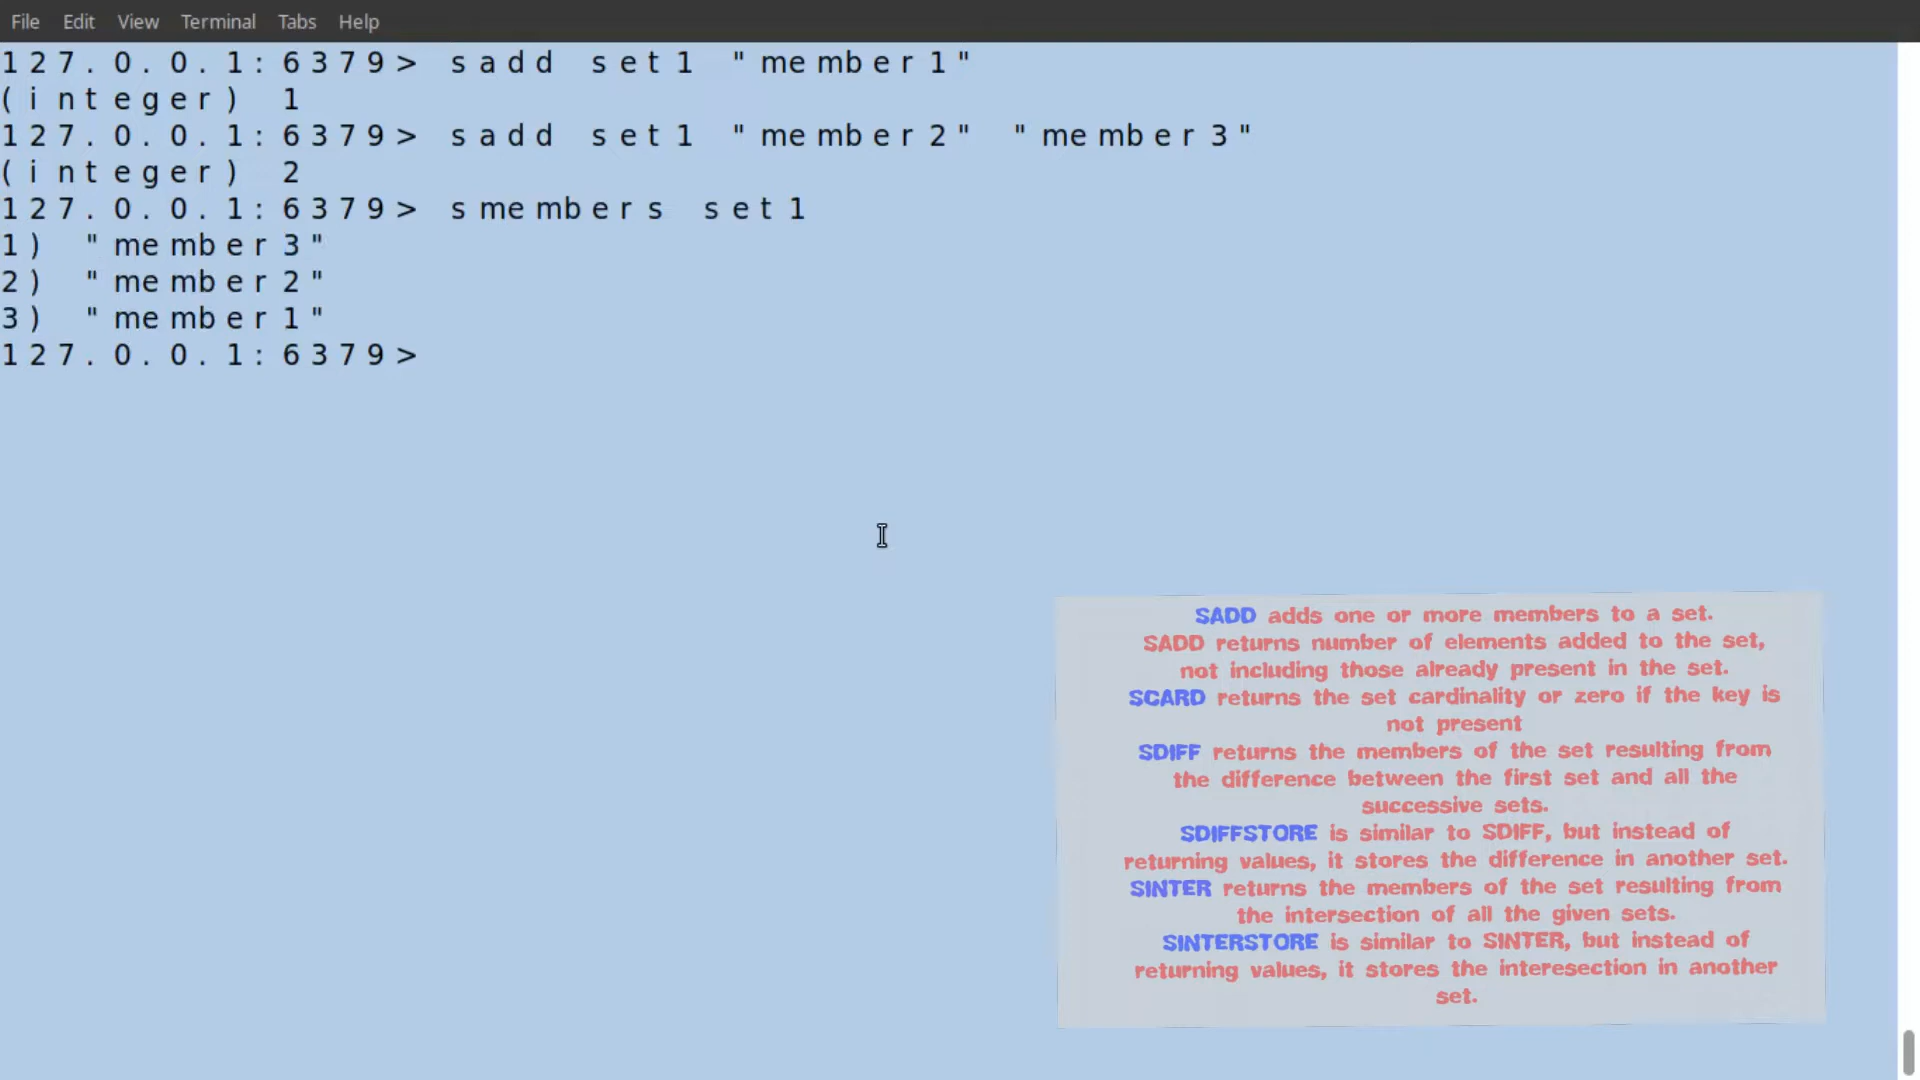 File Edit View Terminal Tabs Help
127.0.0.1:6379> sadd set1 "member1"
(integer) 1
127.0.0.1:6379> sadd set1 "member2" "member3"
(integer) 2
127.0.0.1:6379> smembers set1
1) "member3"
2) "member2"
3) "member1"
127.0.0.1:6379>
SADD adds one or more members to a set.
SADD returns number of elements added to the set,
not including those already present in the set.
SCARD returns the set cardinality or zero if the key is
not present
SDIFF returns the members of the set resulting from
the difference between the first set and all the
successive sets.
SDIFFSTORE is similar to SDIFF, but instead of
returning values, it stores the difference in another set.
SINTER returns the members of the set resulting from
the intersection of all the given sets.
SINTERSTORE is similar to SINTER, but instead of
returning values, it stores the interesection in another
set.